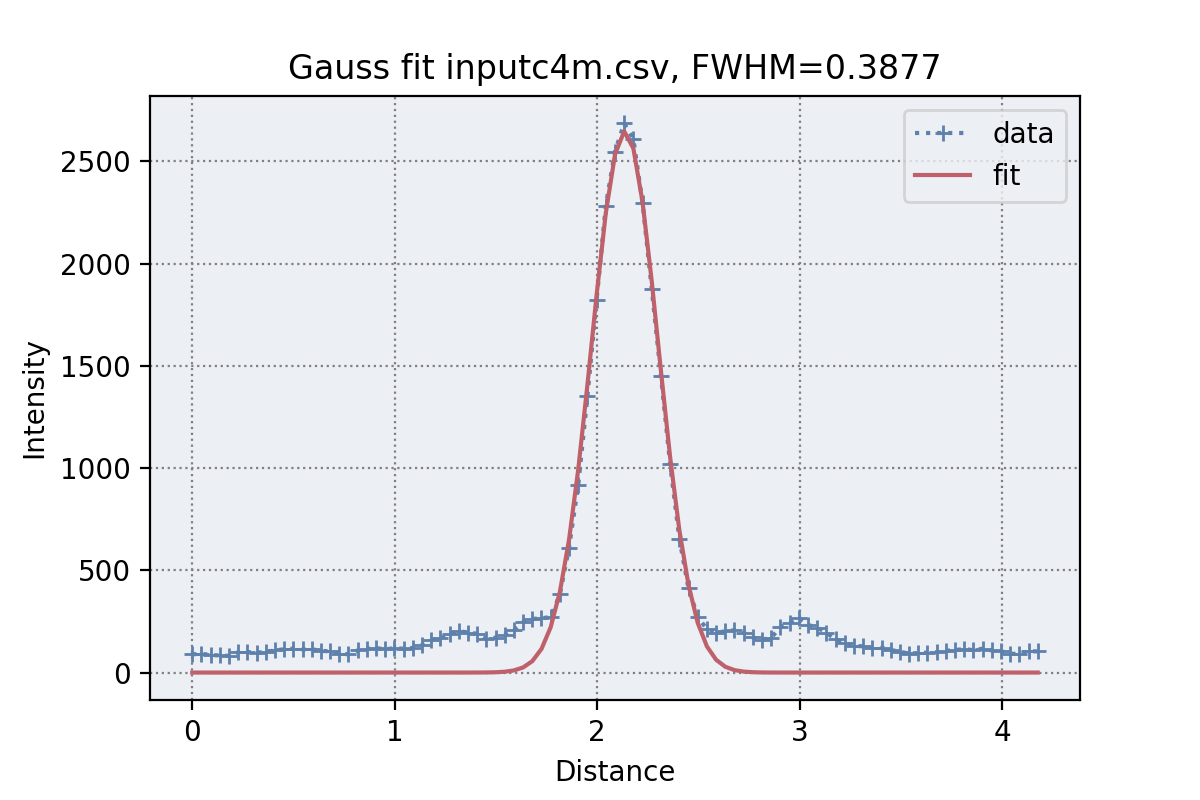 Gauss fit inputc4m.csv, FWHM=0.3877
data
fit
2500
2000
1500
1000
500
0
Intensity
0 1 2 3 4
Distance